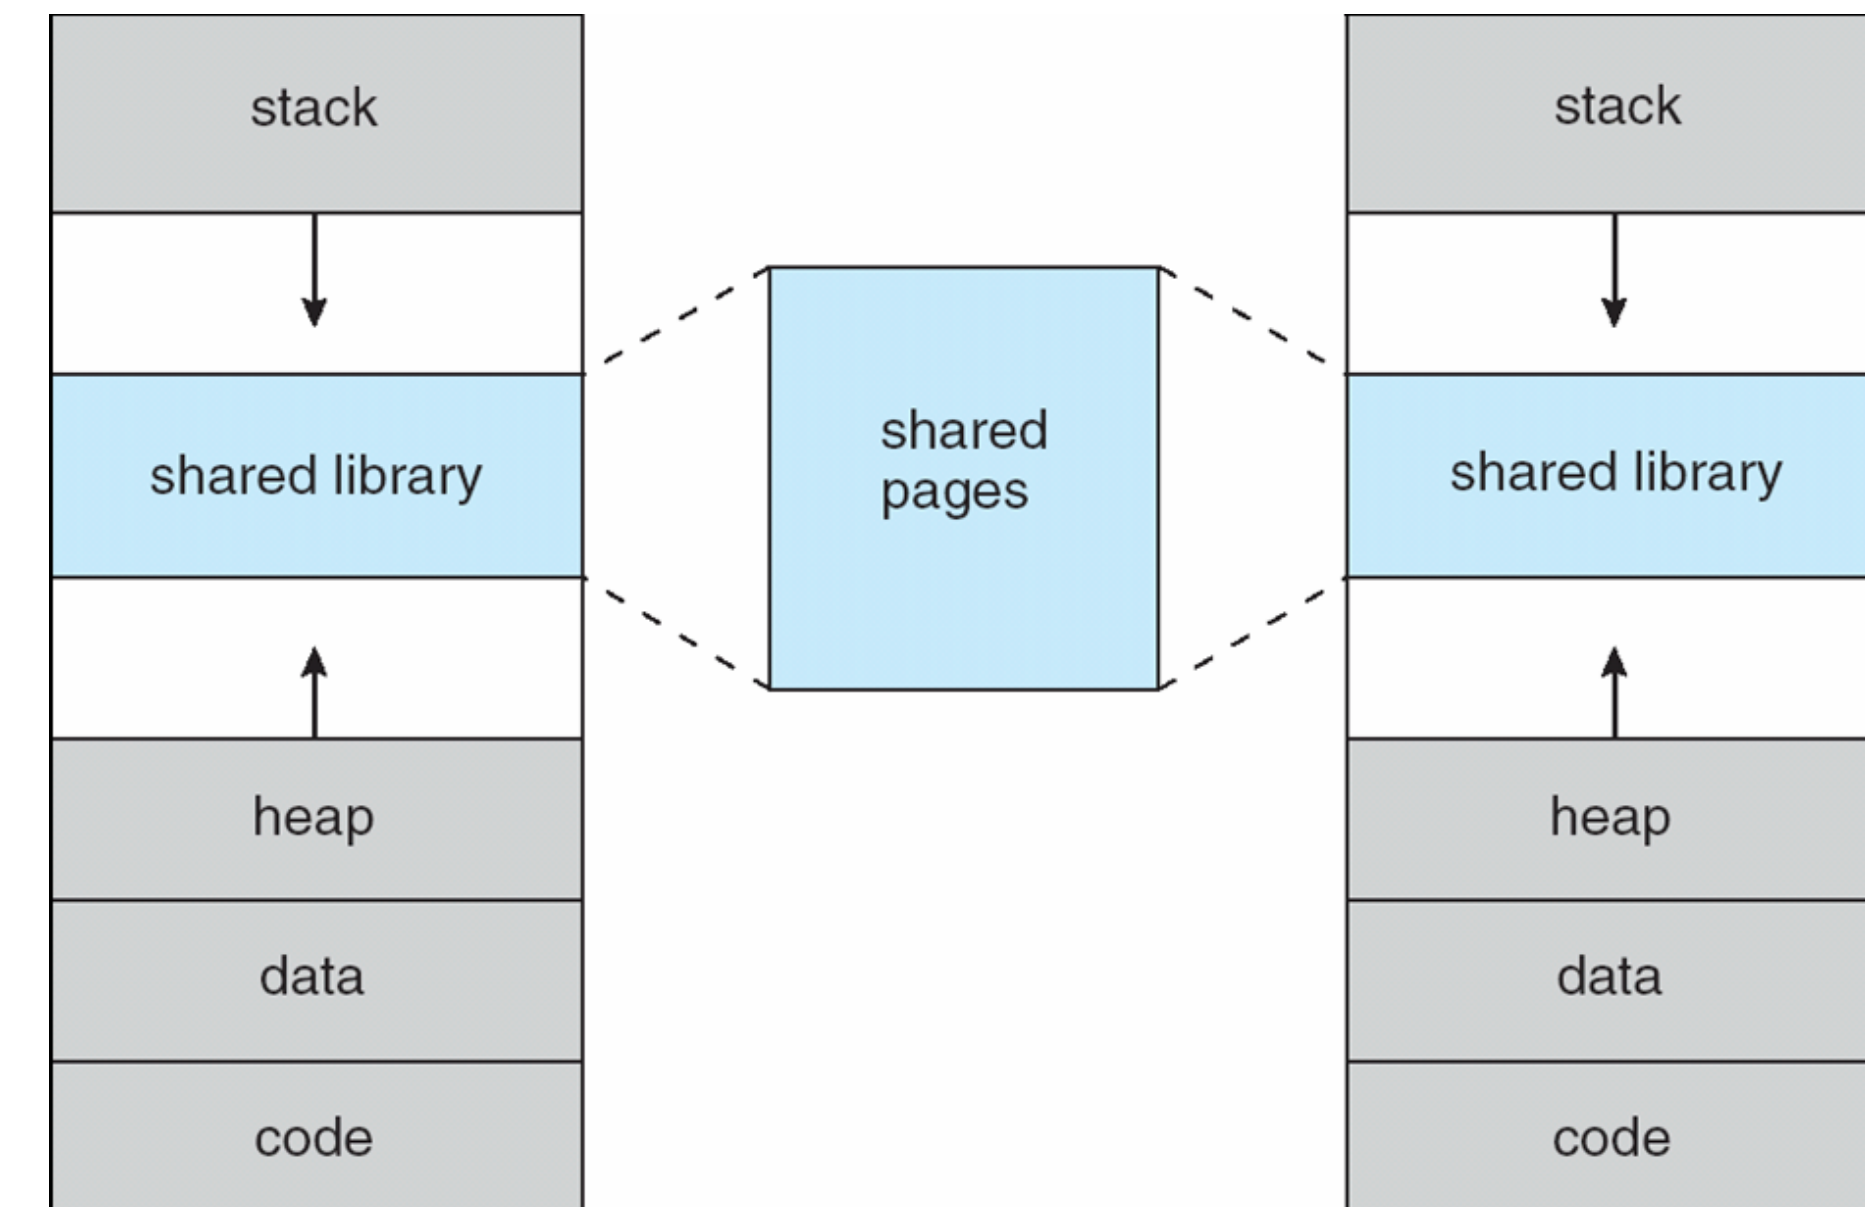 stack
shared library
heap
data
code
shared
pages
stack
shared library
heap
data
code